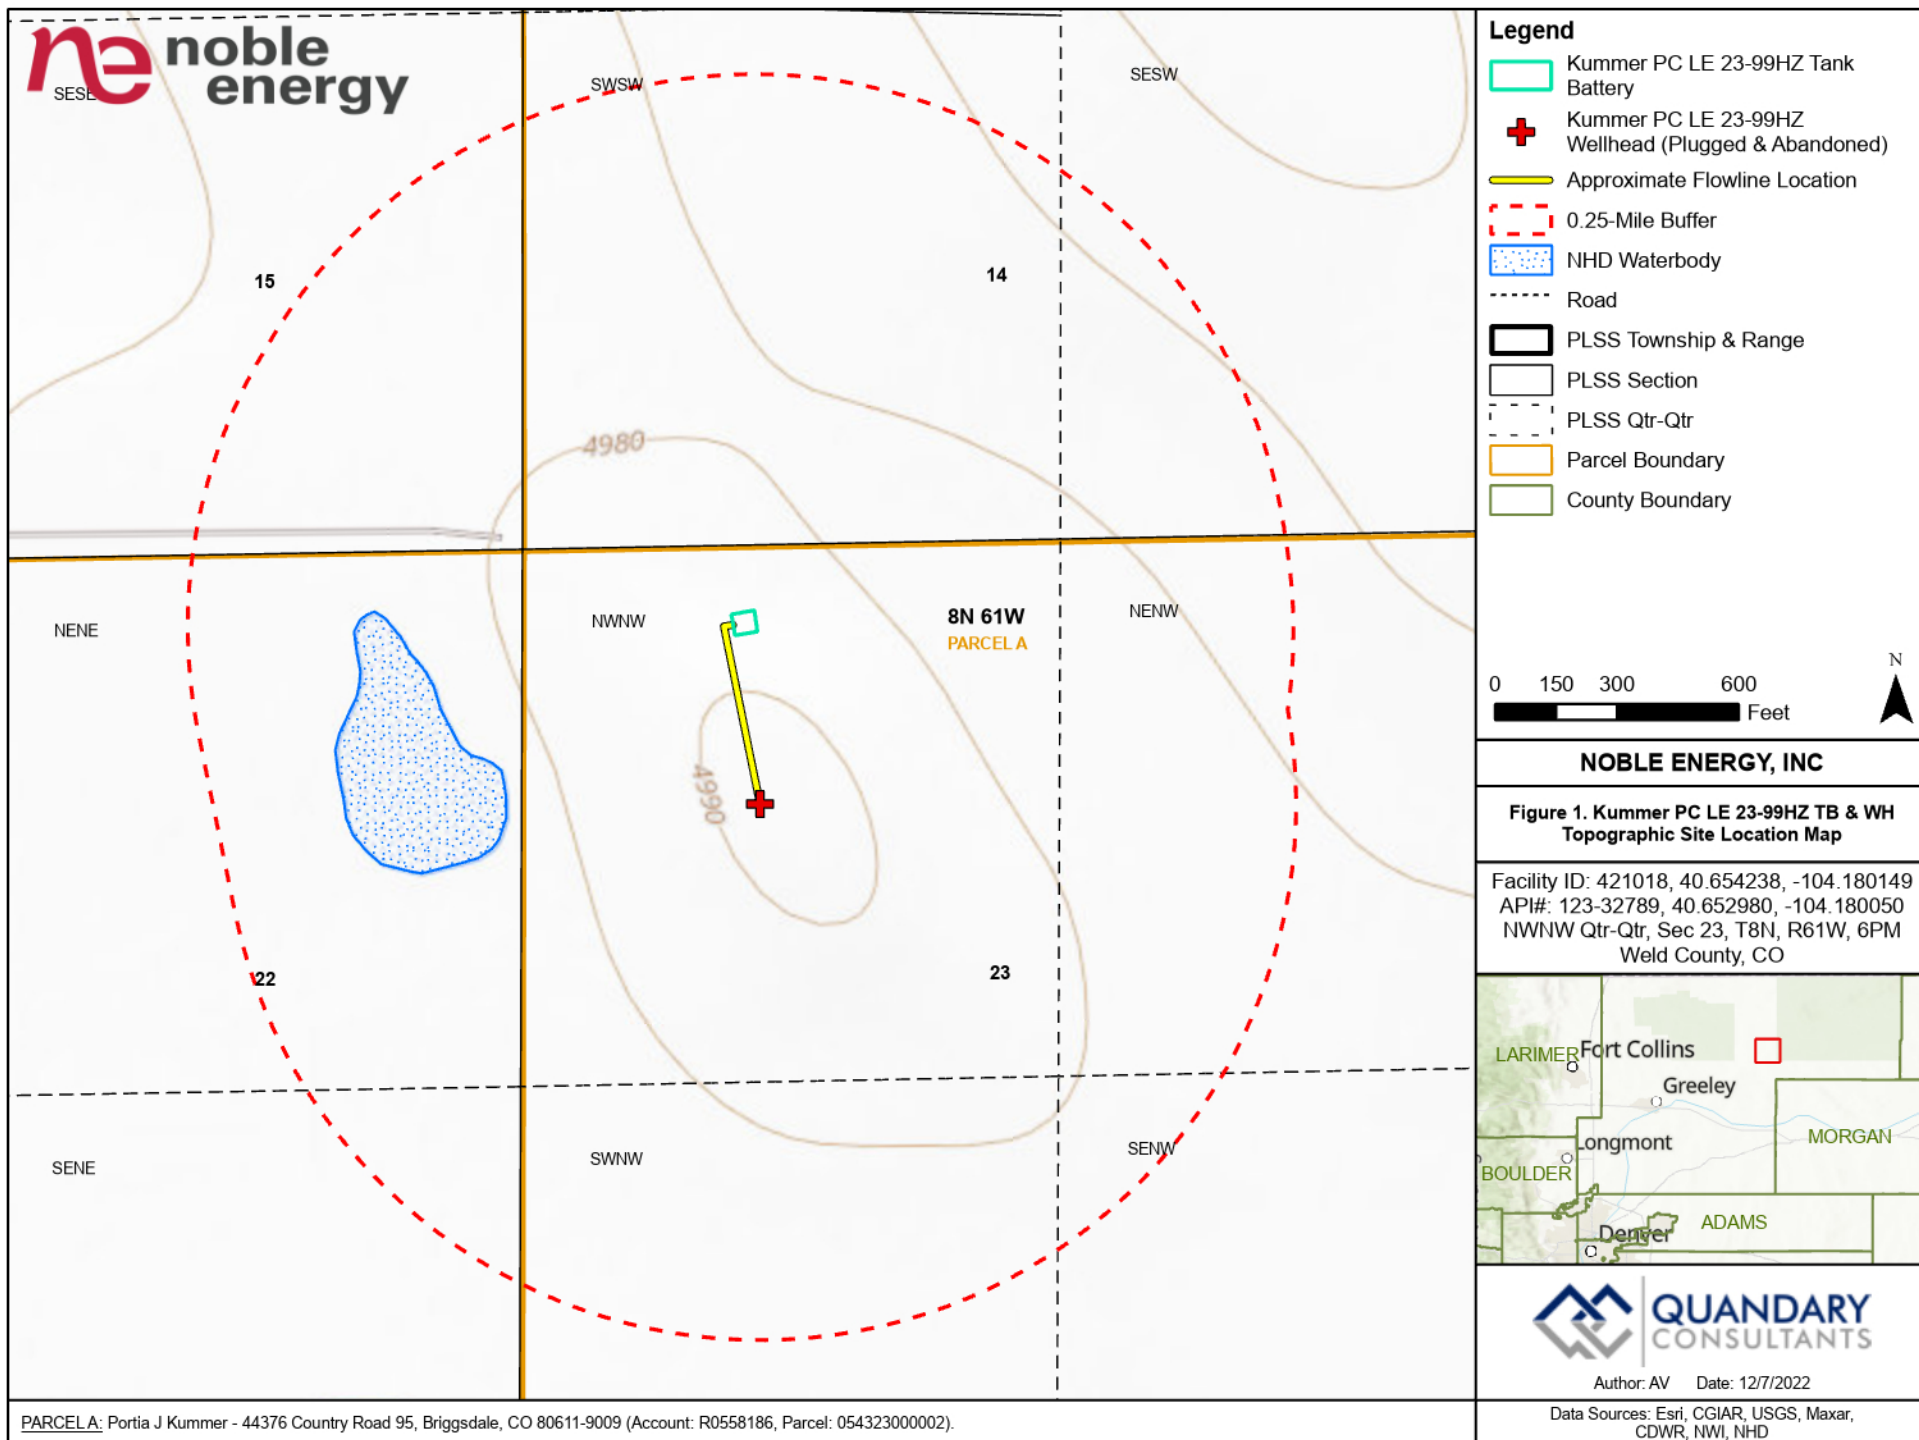 noble
energy
SESE
SWSW
SESW
15
14
4980
NENE
NWNW
8N 61W
PARCEL A
NENW
4990
22
23
SENE
SWNW
SENW
Legend
Kummer PC LE 23-99HZ Tank
Battery
Kummer PC LE 23-99HZ
Wellhead (Plugged & Abandoned)
Approximate Flowline Location
0.25-Mile Buffer
NHD Waterbody
Road
PLSS Township & Range
PLSS Section
PLSS Qtr-Qtr
Parcel Boundary
County Boundary
N
0 150 300 600
Feet
NOBLE ENERGY, INC
Figure 1. Kummer PC LE 23-99HZ TB & WH
Topographic Site Location Map
Facility ID: 421018, 40.654238, -104.180149
API#: 123-32789, 40.652980, -104.180050
NWNW Qtr-Qtr, Sec 23, T8N, R61W, 6PM
Weld County, CO
LARIMER
Fort Collins
Greeley
Longmont
MORGAN
BOULDER
ADAMS
Denver
QUANDARY
CONSULTANTS
Author: AV Date: 12/7/2022
Data Sources: Esri, CGIAR, USGS, Maxar,
CDWR, NWI, NHD
PARCEL A: Portia J Kummer - 44376 Country Road 95, Briggsdale, CO 80611-9009 (Account: R0558186, Parcel: 054323000002).